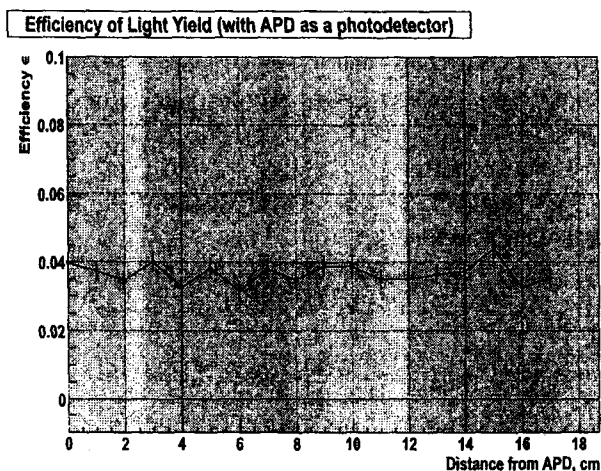 Efficiency of Light Yield (with APD as a photodetector)
Efficiency ϵ
0.1
0.08
0.06
0.04
0.02
0
0 2 4 6 8 10 12 14 16 18
Distance from APD, cm